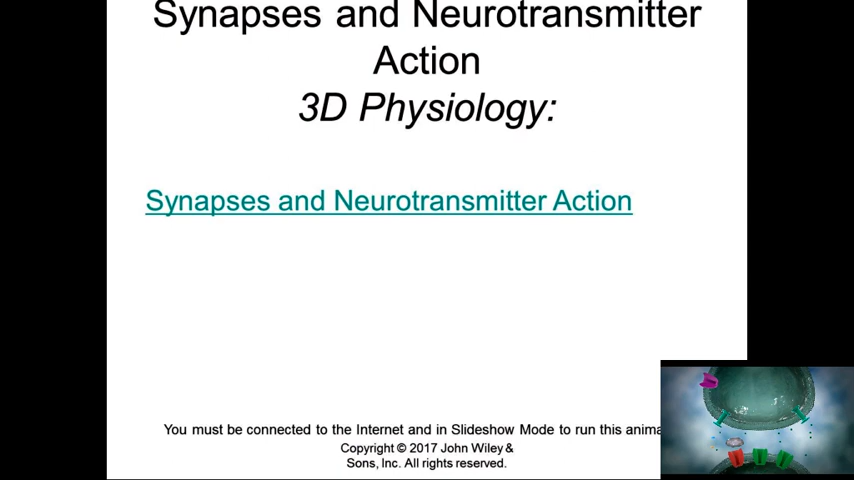 Synapses and Neurotransmitter
Action
3D Physiology:
Synapses and Neurotransmitter Action
You must be connected to the Internet and in Slideshow Mode to run this
Copyright © 2017 John Wiley &
Sons, Inc. All rights reserved.